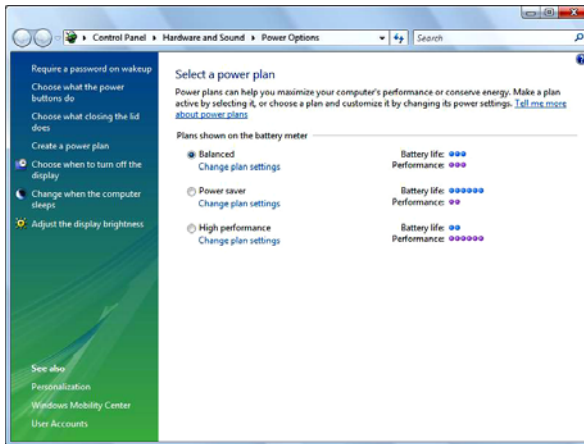 Control Panel ▸ Hardware and Sound ▸ Power Options
Search
Require a password on wakeup
Choose what the power
buttons do
Choose what closing the lid
does
Create a power plan
Choose when to turn off the
display
Change when the computer
sleeps
Adjust the display brightness
See also
Personalization
Windows Mobility Center
User Accounts
Select a power plan
Power plans can help you maximize your computer's performance or conserve energy. Make a plan
active by selecting it, or choose a plan and customize it by changing its power settings. Tell me more
about power plans
Plans shown on the battery meter
Balanced Battery life:
Change plan settings Performance:
Power saver Battery life:
Change plan settings Performance:
High performance Battery life:
Change plan settings Performance: